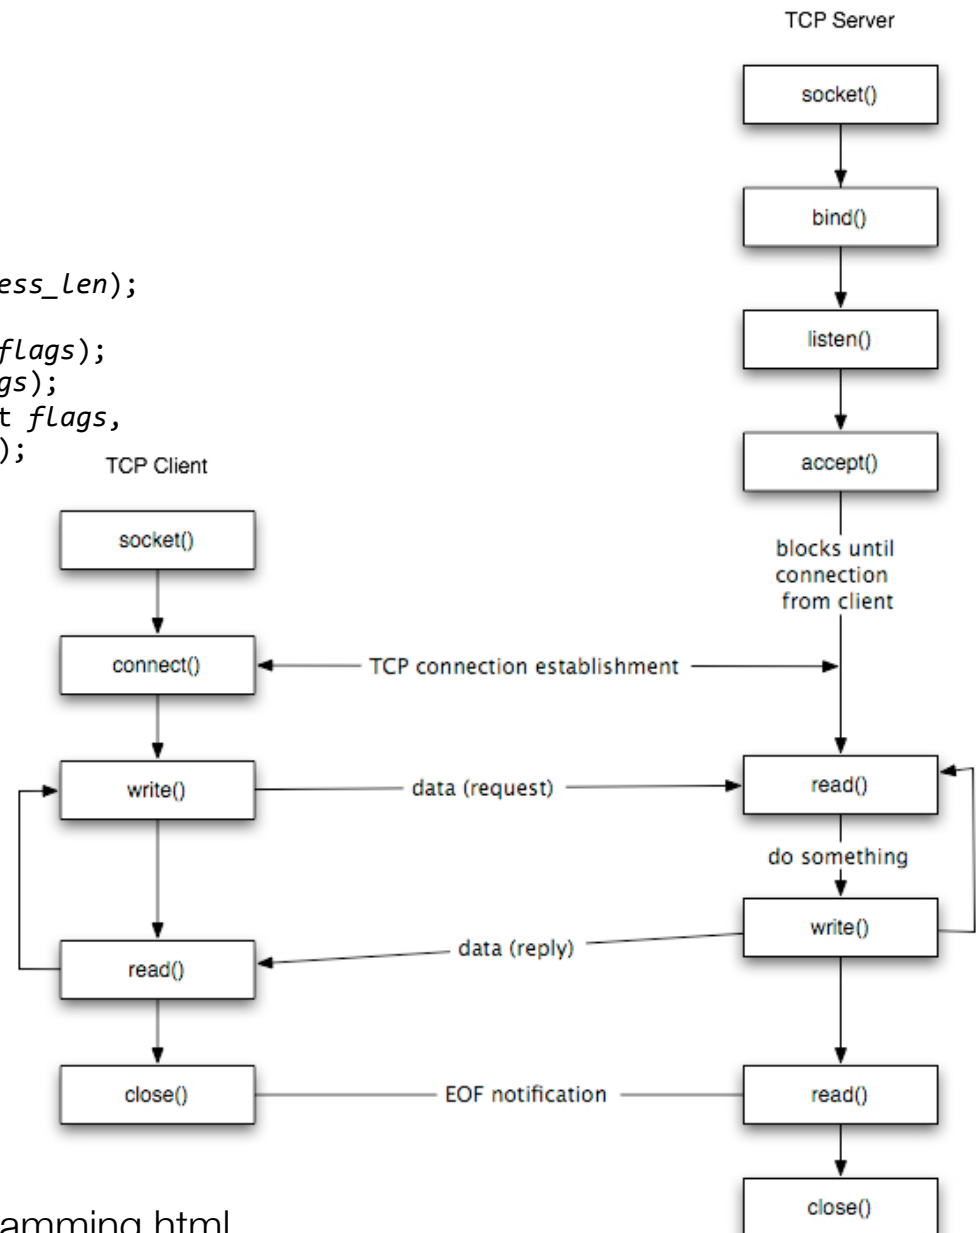 TCP Server
socket()
bind()
ess_len);
listen()
flags);
gs);
t flags,
);
accept()
TCP Client
socket()
blocks until
connection
from client
connect()
TCP connection establishment
write()
data (request)
read()
do something
write()
data (reply)
read()
close()
EOF notification
read()
close()
amming.html